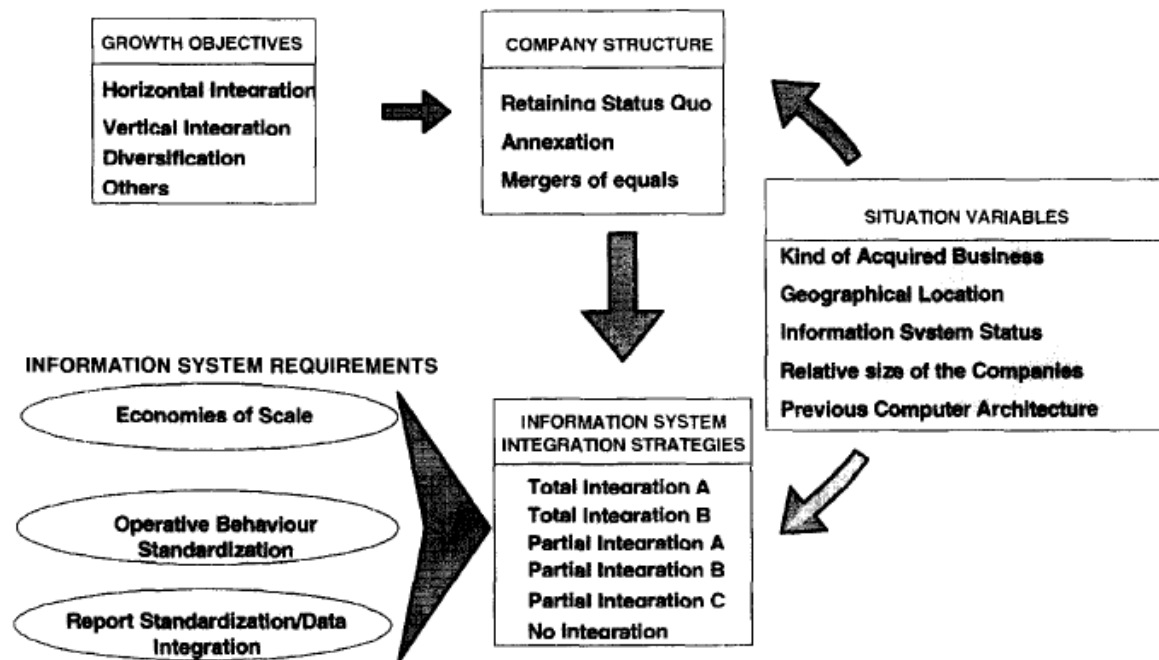 GROWTH OBJECTIVES
Horizontal Integration
Vertical Integration
Diversification
Others
COMPANY STRUCTURE
Retaining Status Quo
Annexation
Mergers of equals
SITUATION VARIABLES
Kind of Acquired Business
Geographical Location
Information System Status
Relative size of the Companies
Previous Computer Architecture
INFORMATION SYSTEM REQUIREMENTS
Economies of Scale
Operative Behaviour
Standardization
Report Standardization/Data
Integration
INFORMATION SYSTEM
INTEGRATION STRATEGIES
Total Integration A
Total Integration B
Partial Integration A
Partial Integration B
Partial Integration C
No Integration